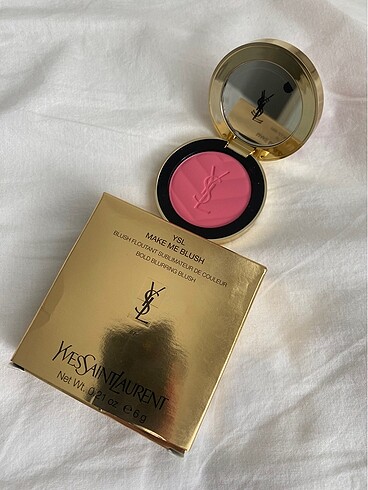 YSL
MAKE ME BLUSH
BLUSH FLOUTANT SUBLIMATEUR DE COULEUR
BOLD BLURRING BLUSH
YSL
YVESSAINTLAURENT
Net Wt. 0.21 oz. ℮ 6 g
YSL